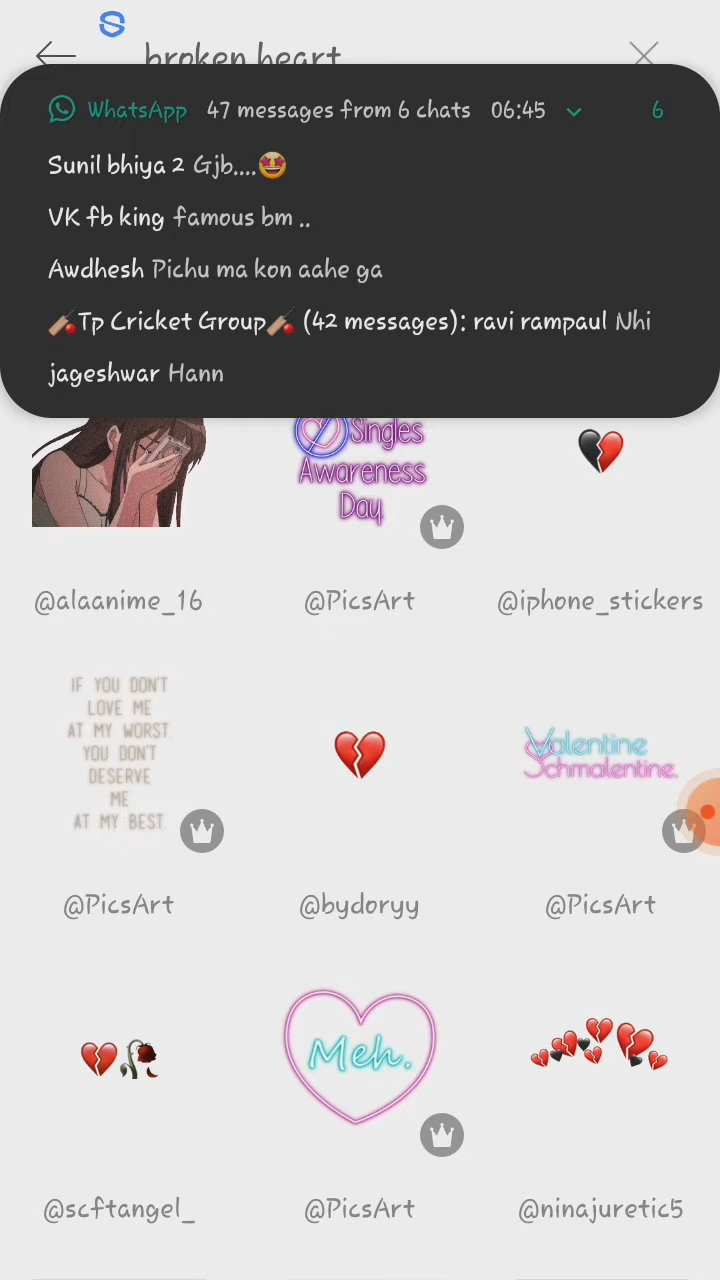 broken heart
WhatsApp 47 messages from 6 chats 06:45 6
Sunil bhiya 2 Gjb....🤩
VK fb king famous bm ..
Awdhesh Pichu ma kon aahe ga
🏏Tp Cricket Group🏏 (42 messages): ravi rampaul Nhi
jageshwar Hann
Singles
Awareness
Day
@alaanime_16 @PicsArt @iphone_stickers
IF YOU DON'T
LOVE ME
AT MY WORST.
YOU DON'T
DESERVE
ME
AT MY BEST.
Valentine
Schmalentine.
@PicsArt @bydoryy @PicsArt
Meh.
@scftangel_ @PicsArt @ninajuretic5